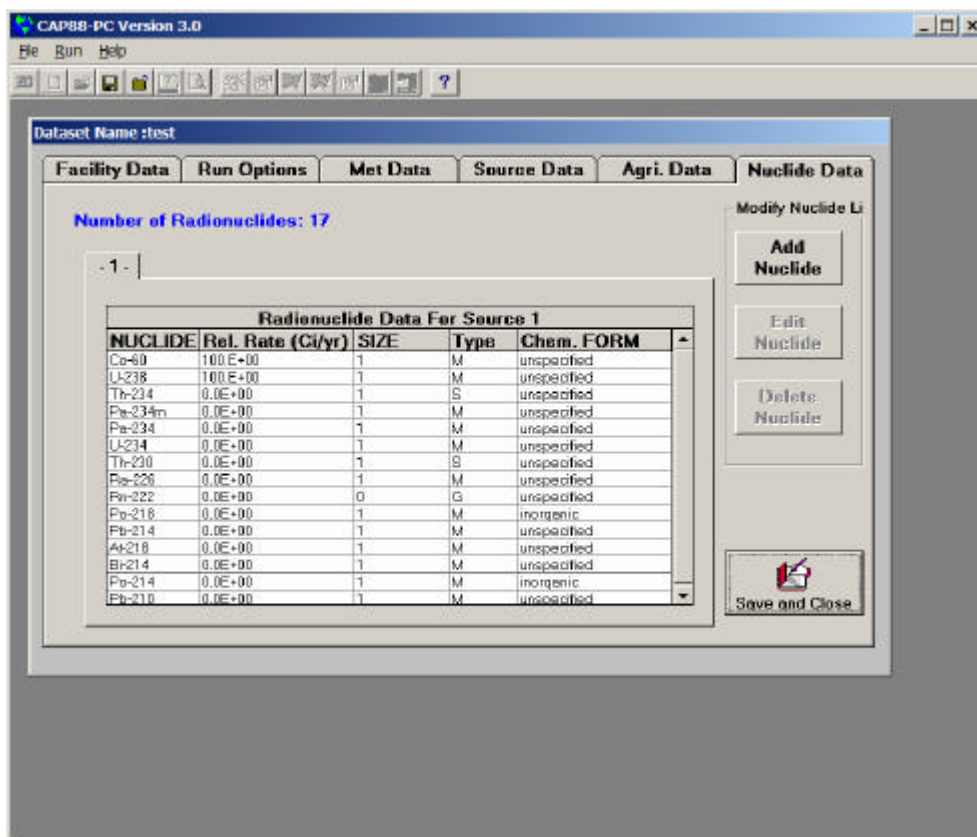 CAP88-PC Version 3.0
File Run Help
Dataset Name :test
Facility Data Run Options Met Data Source Data Agri. Data Nuclide Data
Number of Radionuclides: 17
Modify Nuclide Li
- 1 -
Add
Nuclide
Edit
Nuclide
Delete
Nuclide
Radionuclide Data For Source 1
NUCLIDE Rel. Rate (Ci/yr) SIZE Type Chem. FORM
Co-60 100.E+00 1 M unspecified
U-238 100.E+00 1 M unspecified
Th-234 0.0E+00 1 S unspecified
Pa-234m 0.0E+00 1 M unspecified
Pa-234 0.0E+00 1 M unspecified
U-234 0.0E+00 1 M unspecified
Th-230 0.0E+00 1 S unspecified
Ra-226 0.0E+00 1 M unspecified
Rn-222 0.0E+00 0 G unspecified
Po-218 0.0E+00 1 M inorganic
Pb-214 0.0E+00 1 M unspecified
At-218 0.0E+00 1 M unspecified
Bi-214 0.0E+00 1 M unspecified
Po-214 0.0E+00 1 M inorganic
Pb-210 0.0E+00 1 M unspecified
Save and Close